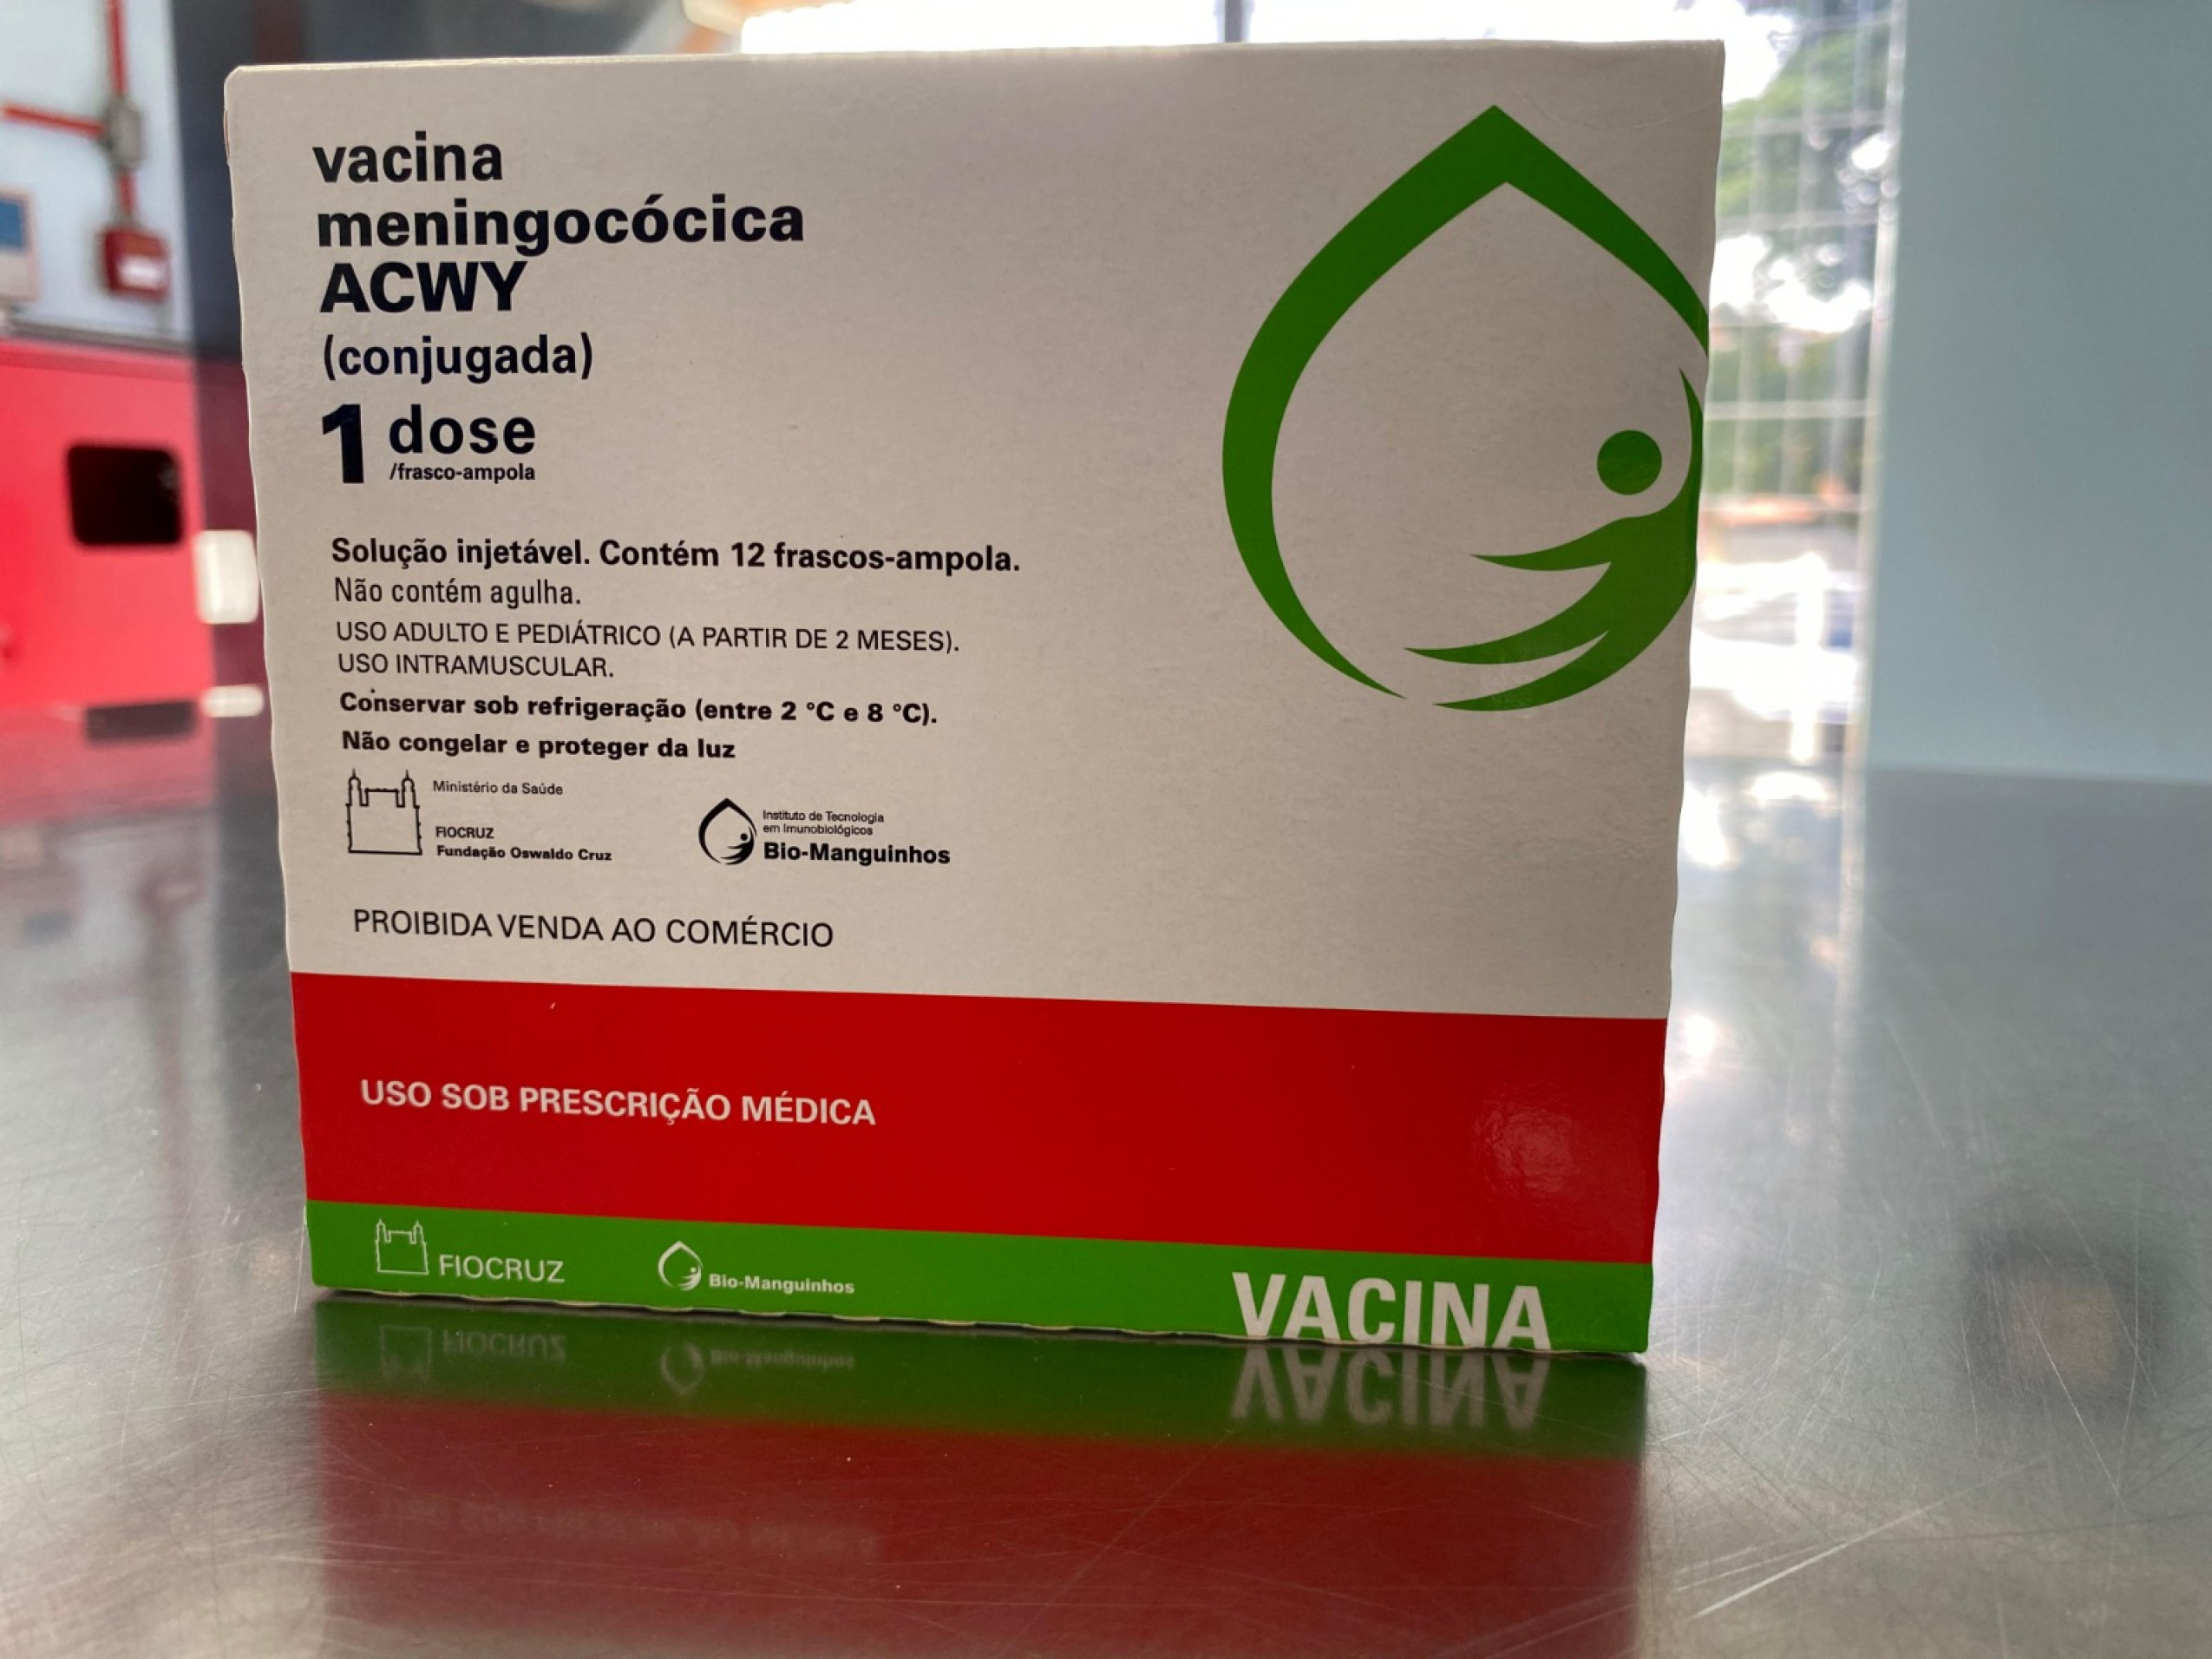 vacina
meningocócica
ACWY
(conjugada)
1 dose
/frasco-ampola
Solução injetável. Contém 12 frascos-ampola.
Não contém agulha.
USO ADULTO E PEDIÁTRICO (A PARTIR DE 2 MESES).
USO INTRAMUSCULAR.
Conservar sob refrigeração (entre 2 °C e 8 °C).
Não congelar e proteger da luz
Ministério da Saúde
FIOCRUZ
Fundação Oswaldo Cruz
Instituto de Tecnologia
em Imunobiológicos
Bio-Manguinhos
PROIBIDA VENDA AO COMÉRCIO
USO SOB PRESCRIÇÃO MÉDICA
FIOCRUZ
Bio-Manguinhos
VACINA